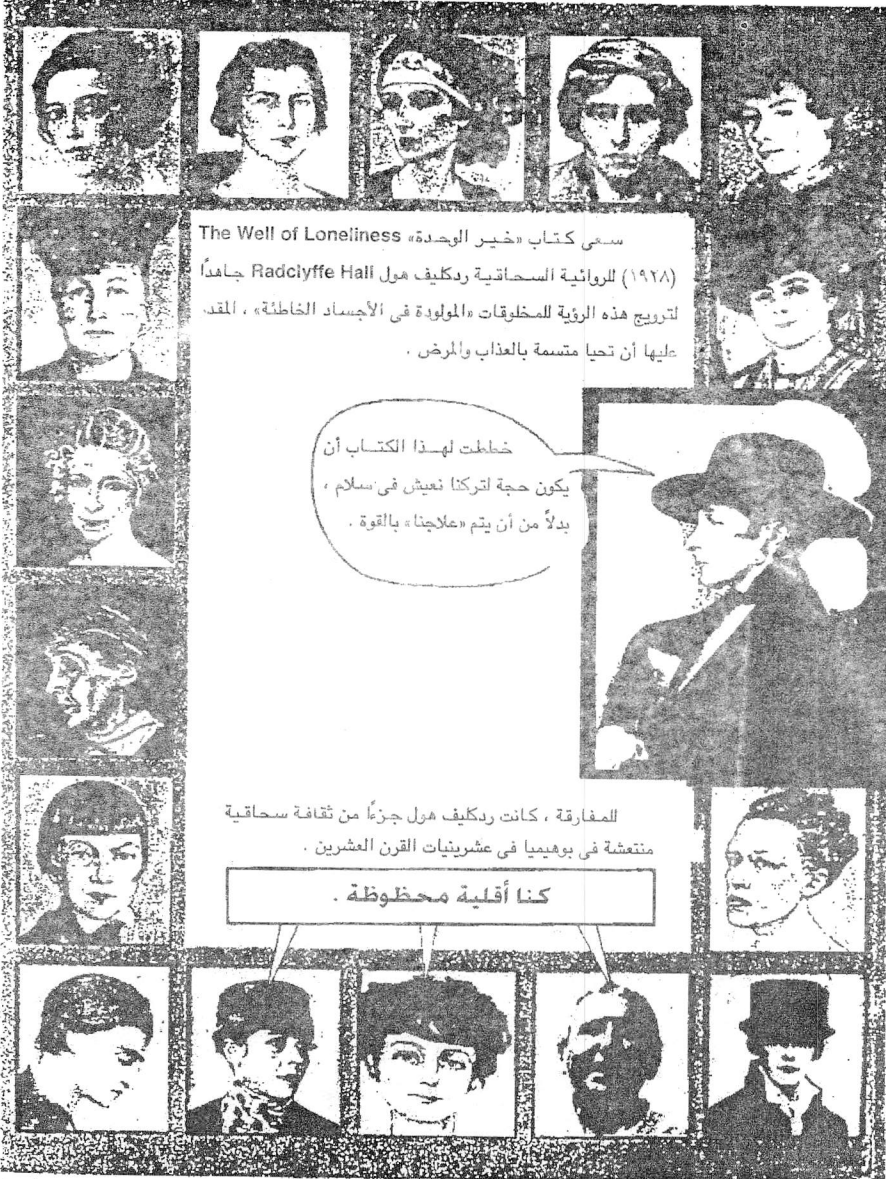 سعى كتاب «خير الوحدة» The Well of Loneliness
(١٩٢٨) للروائية السحاقية ردكليف هول Radclyffe Hall جاهدًا
لترويج هذه الرؤية للمخلوقات «المولودة فى الأجساد الخاطئة» ، المقدر
عليها أن تحيا متسمة بالعذاب والمرض .
خططت لهذا الكتاب أن
يكون حجة لتركنا نعيش فى سلام ،
بدلاً من أن يتم «علاجنا» بالقوة .
للمفارقة ، كانت ردكليف هول جزءًا من ثقافة سحاقية
منتعشة فى بوهيميا فى عشرينيات القرن العشرين .
كنا أقلية محظوظة .